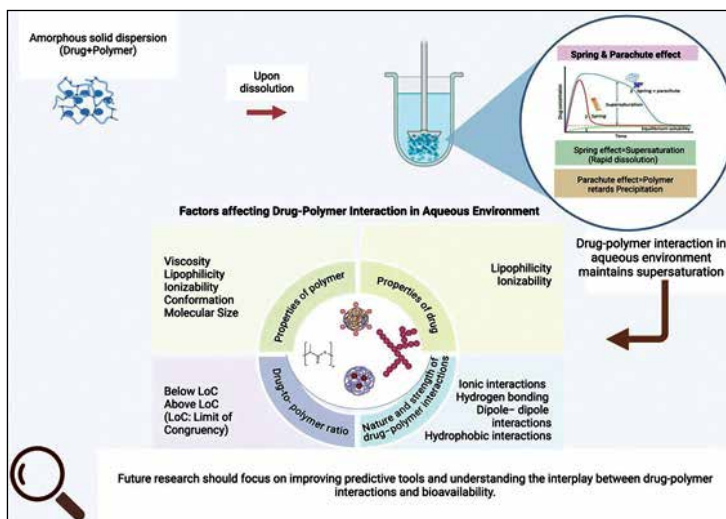 Amorphous solid dispersion
(Drug+Polymer)
Upon
dissolution
Spring & Parachute effect
Drug concentration
Supersaturation
Spring + parachute
Spring
Equilibrium solubility
Time
Spring effect=Supersaturation
(Rapid dissolution)
Parachute effect=Polymer
retards Precipitation
Factors affecting Drug-Polymer Interaction in Aqueous Environment
Drug-polymer interaction in
aqueous environment
maintains supersaturation
Viscosity
Lipophilicity
Ionizability
Conformation
Molecular Size
Properties of polymer
Properties of drug
Lipophilicity
Ionizability
Below LoC
Above LoC
(LoC: Limit of
Congruency)
Drug-to- polymer ratio
Nature and strength of
drug-polymer interactions
Ionic interactions
Hydrogen bonding
Dipole– dipole
interactions
Hydrophobic interactions
Future research should focus on improving predictive tools and understanding the interplay between drug-polymer
interactions and bioavailability.